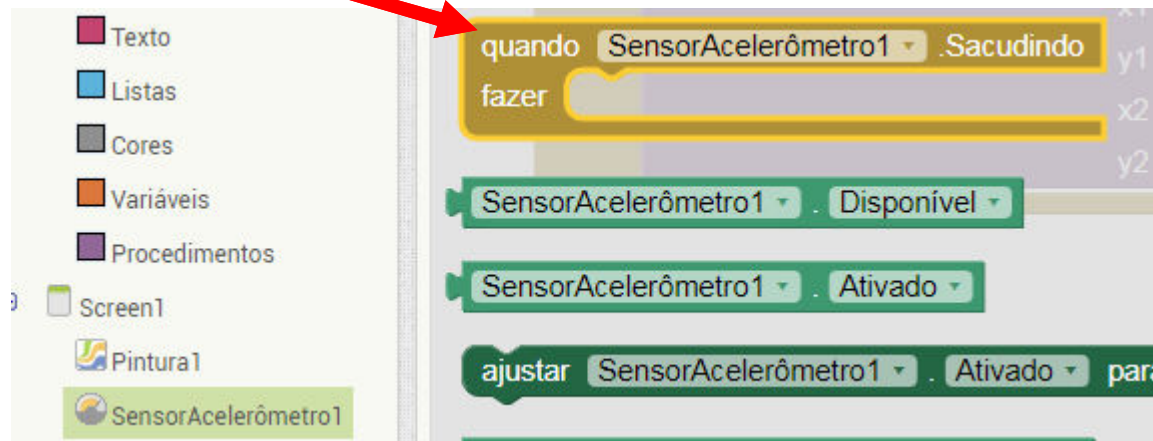 Texto
Listas
Cores
Variáveis
Procedimentos
Screen1
Pintura1
SensorAcelerômetro1
quando SensorAcelerômetro1 .Sacudindo
fazer
x1
y1
x2
y2
SensorAcelerômetro1 . Disponível
SensorAcelerômetro1 . Ativado
ajustar SensorAcelerômetro1 . Ativado para